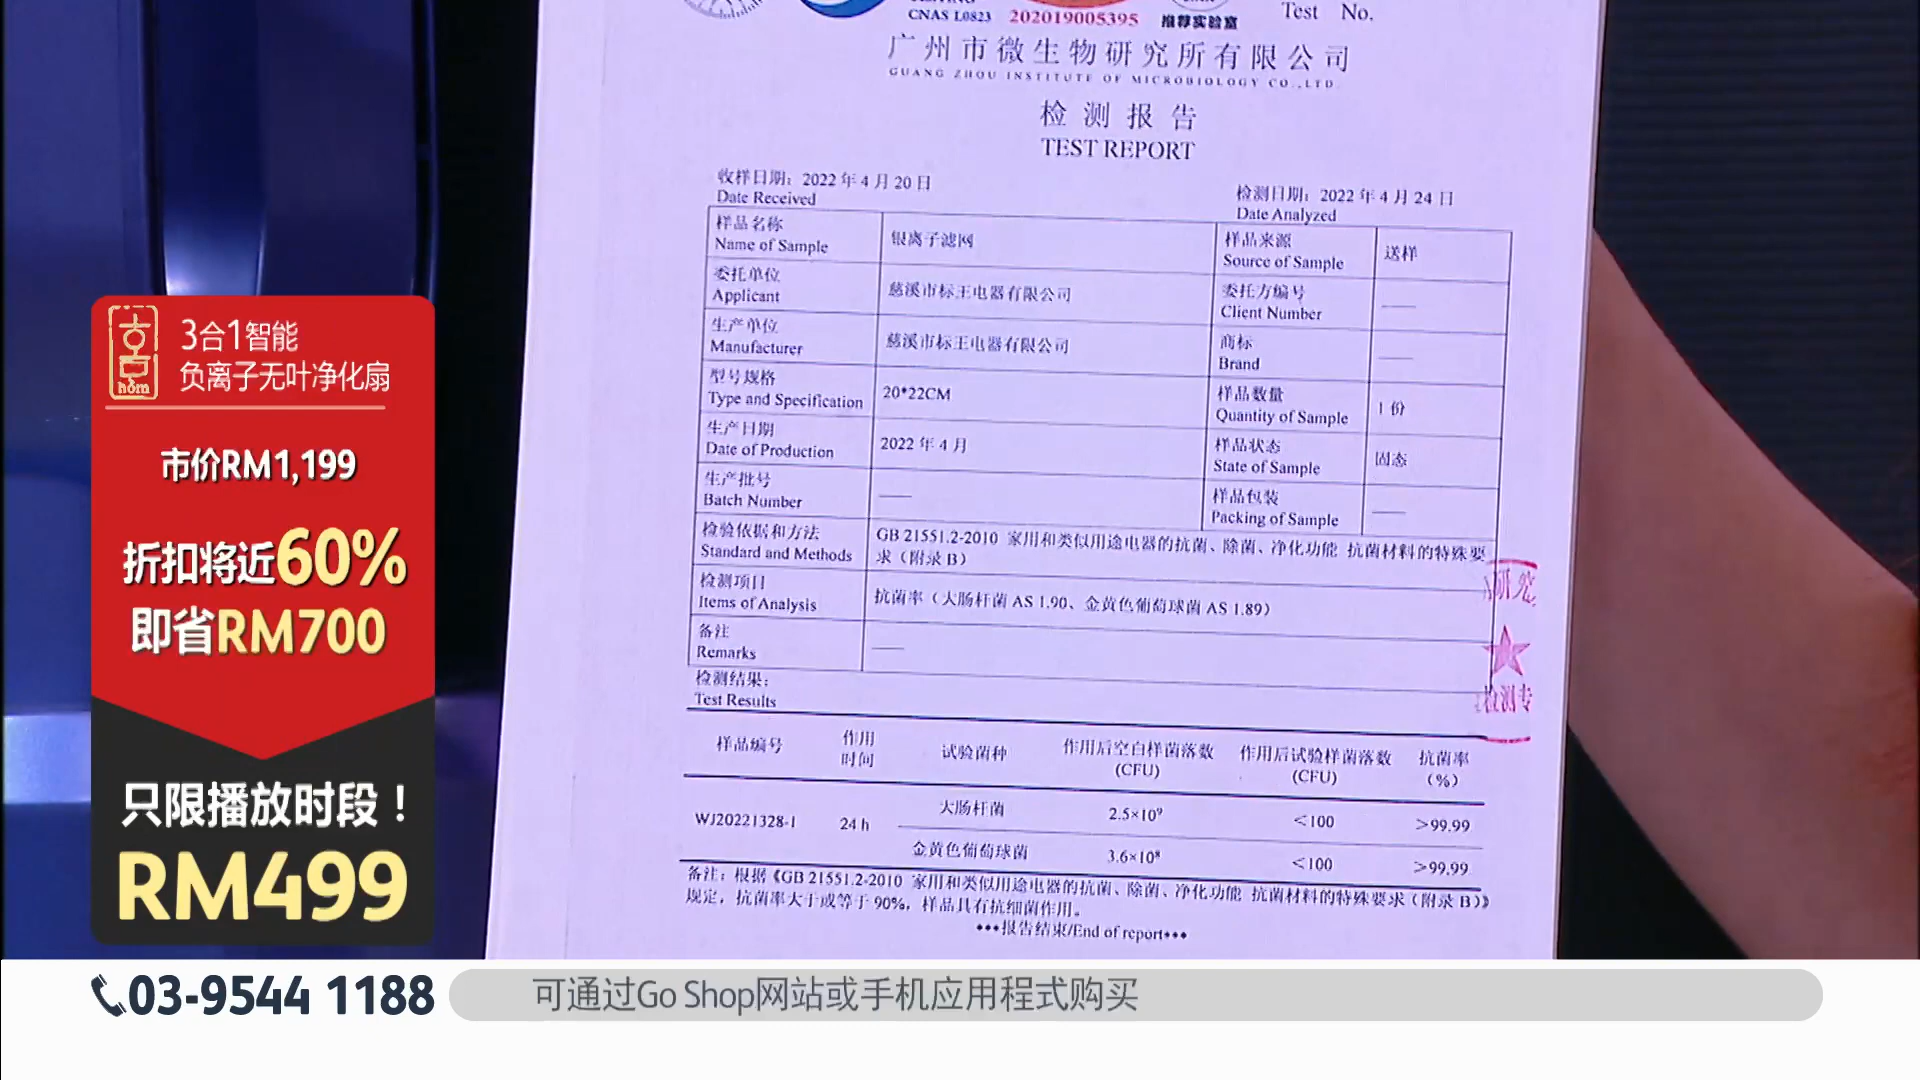 CNAS L0823
202019005395
推荐实验室
Test No.
广州市微生物研究所有限公司
GUANG ZHOU INSTITUTE OF MICROBIOLOGY CO.,LTD.
检测报告
TEST REPORT
收样日期：2022 年 4 月 20 日
Date Received
检测日期：2022 年 4 月 24 日
Date Analyzed
样品名称
Name of Sample
银离子滤网
样品来源
Source of Sample
送样
委托单位
Applicant
慈溪市标王电器有限公司
委托方编号
Client Number
——
生产单位
Manufacturer
慈溪市标王电器有限公司
商标
Brand
——
型号规格
Type and Specification
20*22CM
样品数量
Quantity of Sample
1 份
生产日期
Date of Production
2022 年 4 月
样品状态
State of Sample
固态
生产批号
Batch Number
——
样品包装
Packing of Sample
——
检验依据和方法
Standard and Methods
GB 21551.2-2010 家用和类似用途电器的抗菌、除菌、净化功能 抗菌材料的特殊要
求（附录 B）
检测项目
Items of Analysis
抗菌率（大肠杆菌 AS 1.90、金黄色葡萄球菌 AS 1.89）
备注
Remarks
——
检测结果：
Test Results
研究
检测专
样品编号 作用时间 试验菌种 作用后空白样菌落数(CFU) 作用后试验样菌落数(CFU) 抗菌率(%)
WJ20221328-1 24 h 大肠杆菌 2.5×10⁹ <100 >99.99
金黄色葡萄球菌 3.6×10⁸ <100 >99.99
备注：根据《GB 21551.2-2010 家用和类似用途电器的抗菌、除菌、净化功能 抗菌材料的特殊要求（附录 B）》
规定，抗菌率大于或等于 90%，样品具有抗细菌作用。
•••报告结束/End of report•••
hom
3合1智能
负离子无叶净化扇
市价RM1,199
折扣将近60%
即省RM700
只限播放时段！
RM499
03-9544 1188
可通过Go Shop网站或手机应用程式购买